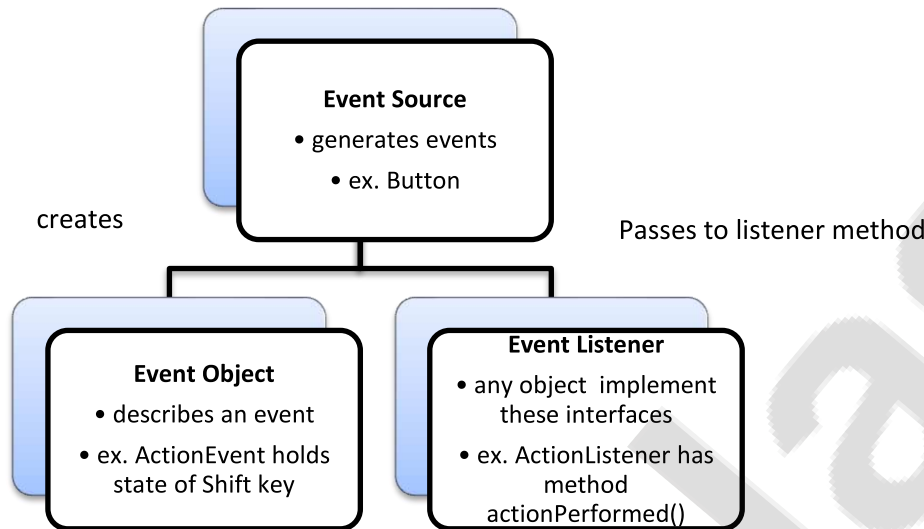 Event Source
• generates events
• ex. Button
creates
Passes to listener method
Event Object
• describes an event
• ex. ActionEvent holds
state of Shift key
Event Listener
• any object implement
these interfaces
• ex. ActionListener has
method
actionPerformed()